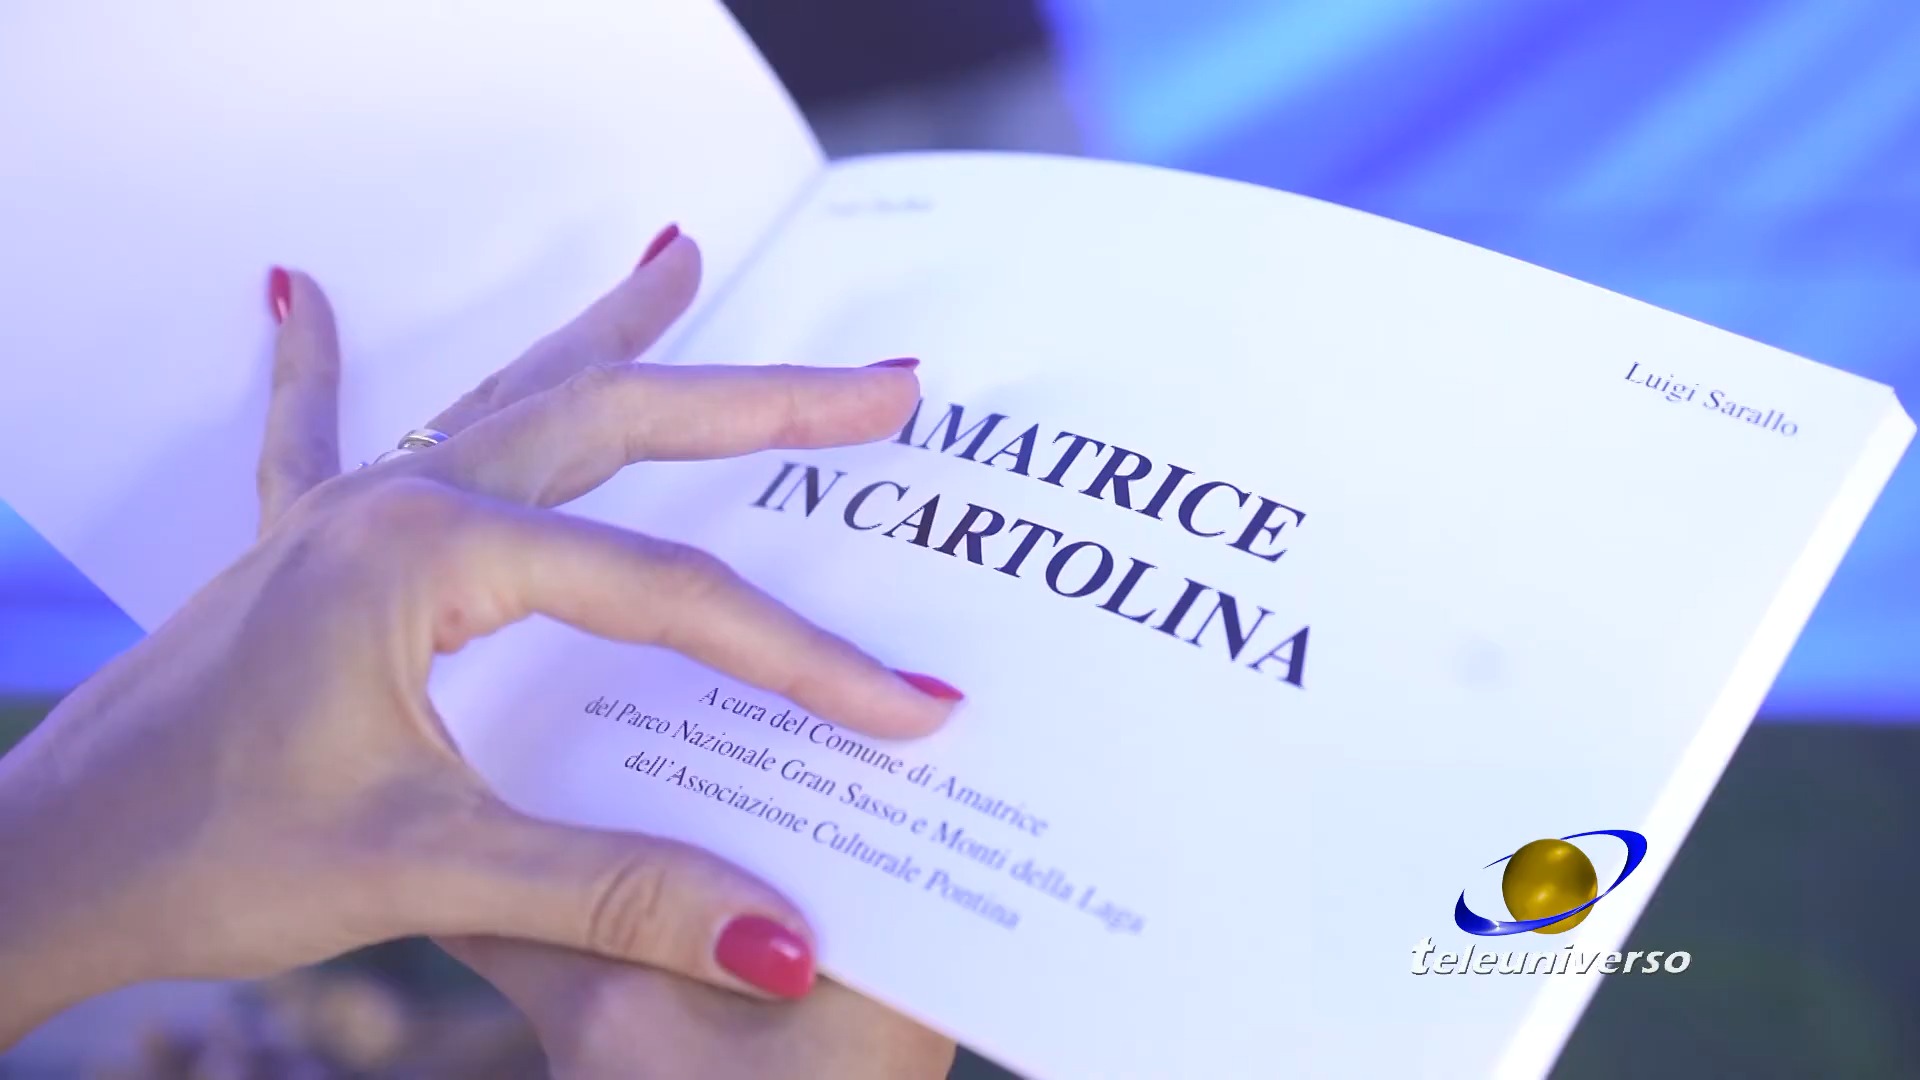 Luigi Sarallo
AMATRICE
IN CARTOLINA
A cura del Comune di Amatrice
del Parco Nazionale Gran Sasso e Monti della Laga
dell'Associazione Culturale Pontina
teleuniverso